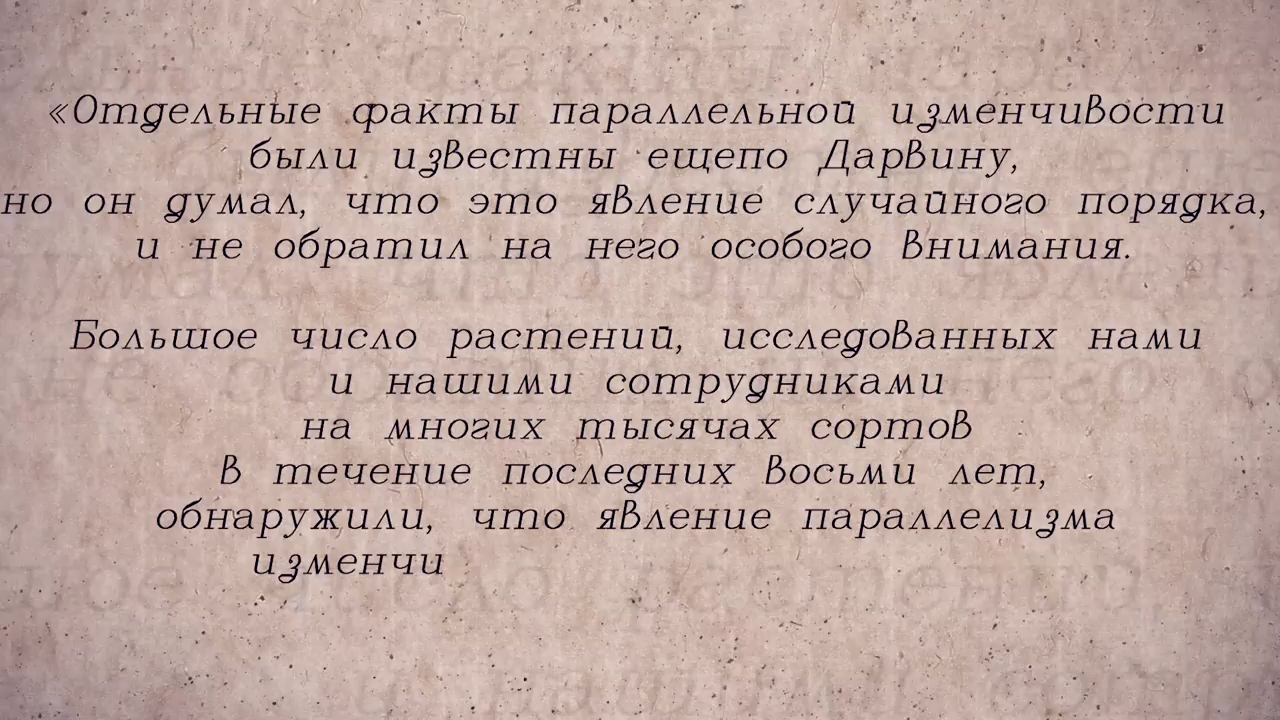 «Отдельные факты параллельной изменчивости
были известны ещепо Дарвину,
но он думал, что это явление случайного порядка,
и не обратил на него особого внимания.
Большое число растений, исследованных нами
и нашими сотрудниками
на многих тысячах сортов
в течение последних восьми лет,
обнаружили, что явление параллелизма
изменчи